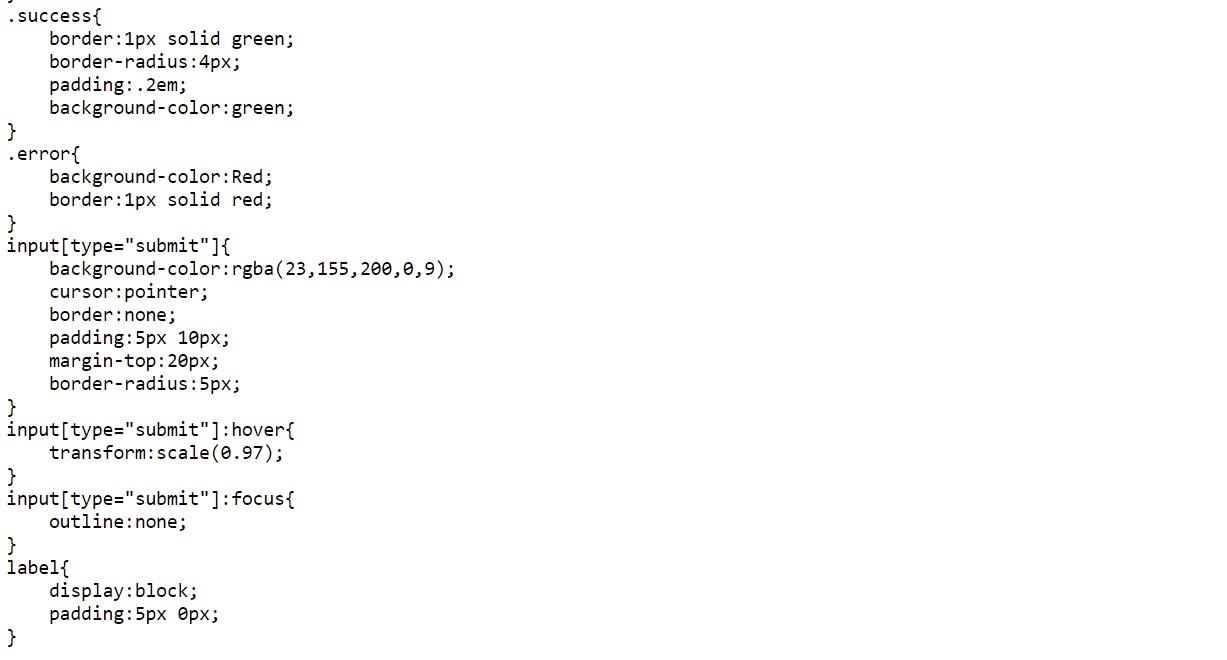 .success{
    border:1px solid green;
    border-radius:4px;
    padding:.2em;
    background-color:green;
}
.error{
    background-color:Red;
    border:1px solid red;
}
input[type="submit"]{
    background-color:rgba(23,155,200,0,9);
    cursor:pointer;
    border:none;
    padding:5px 10px;
    margin-top:20px;
    border-radius:5px;
}
input[type="submit"]:hover{
    transform:scale(0.97);
}
input[type="submit"]:focus{
    outline:none;
}
label{
    display:block;
    padding:5px 0px;
}